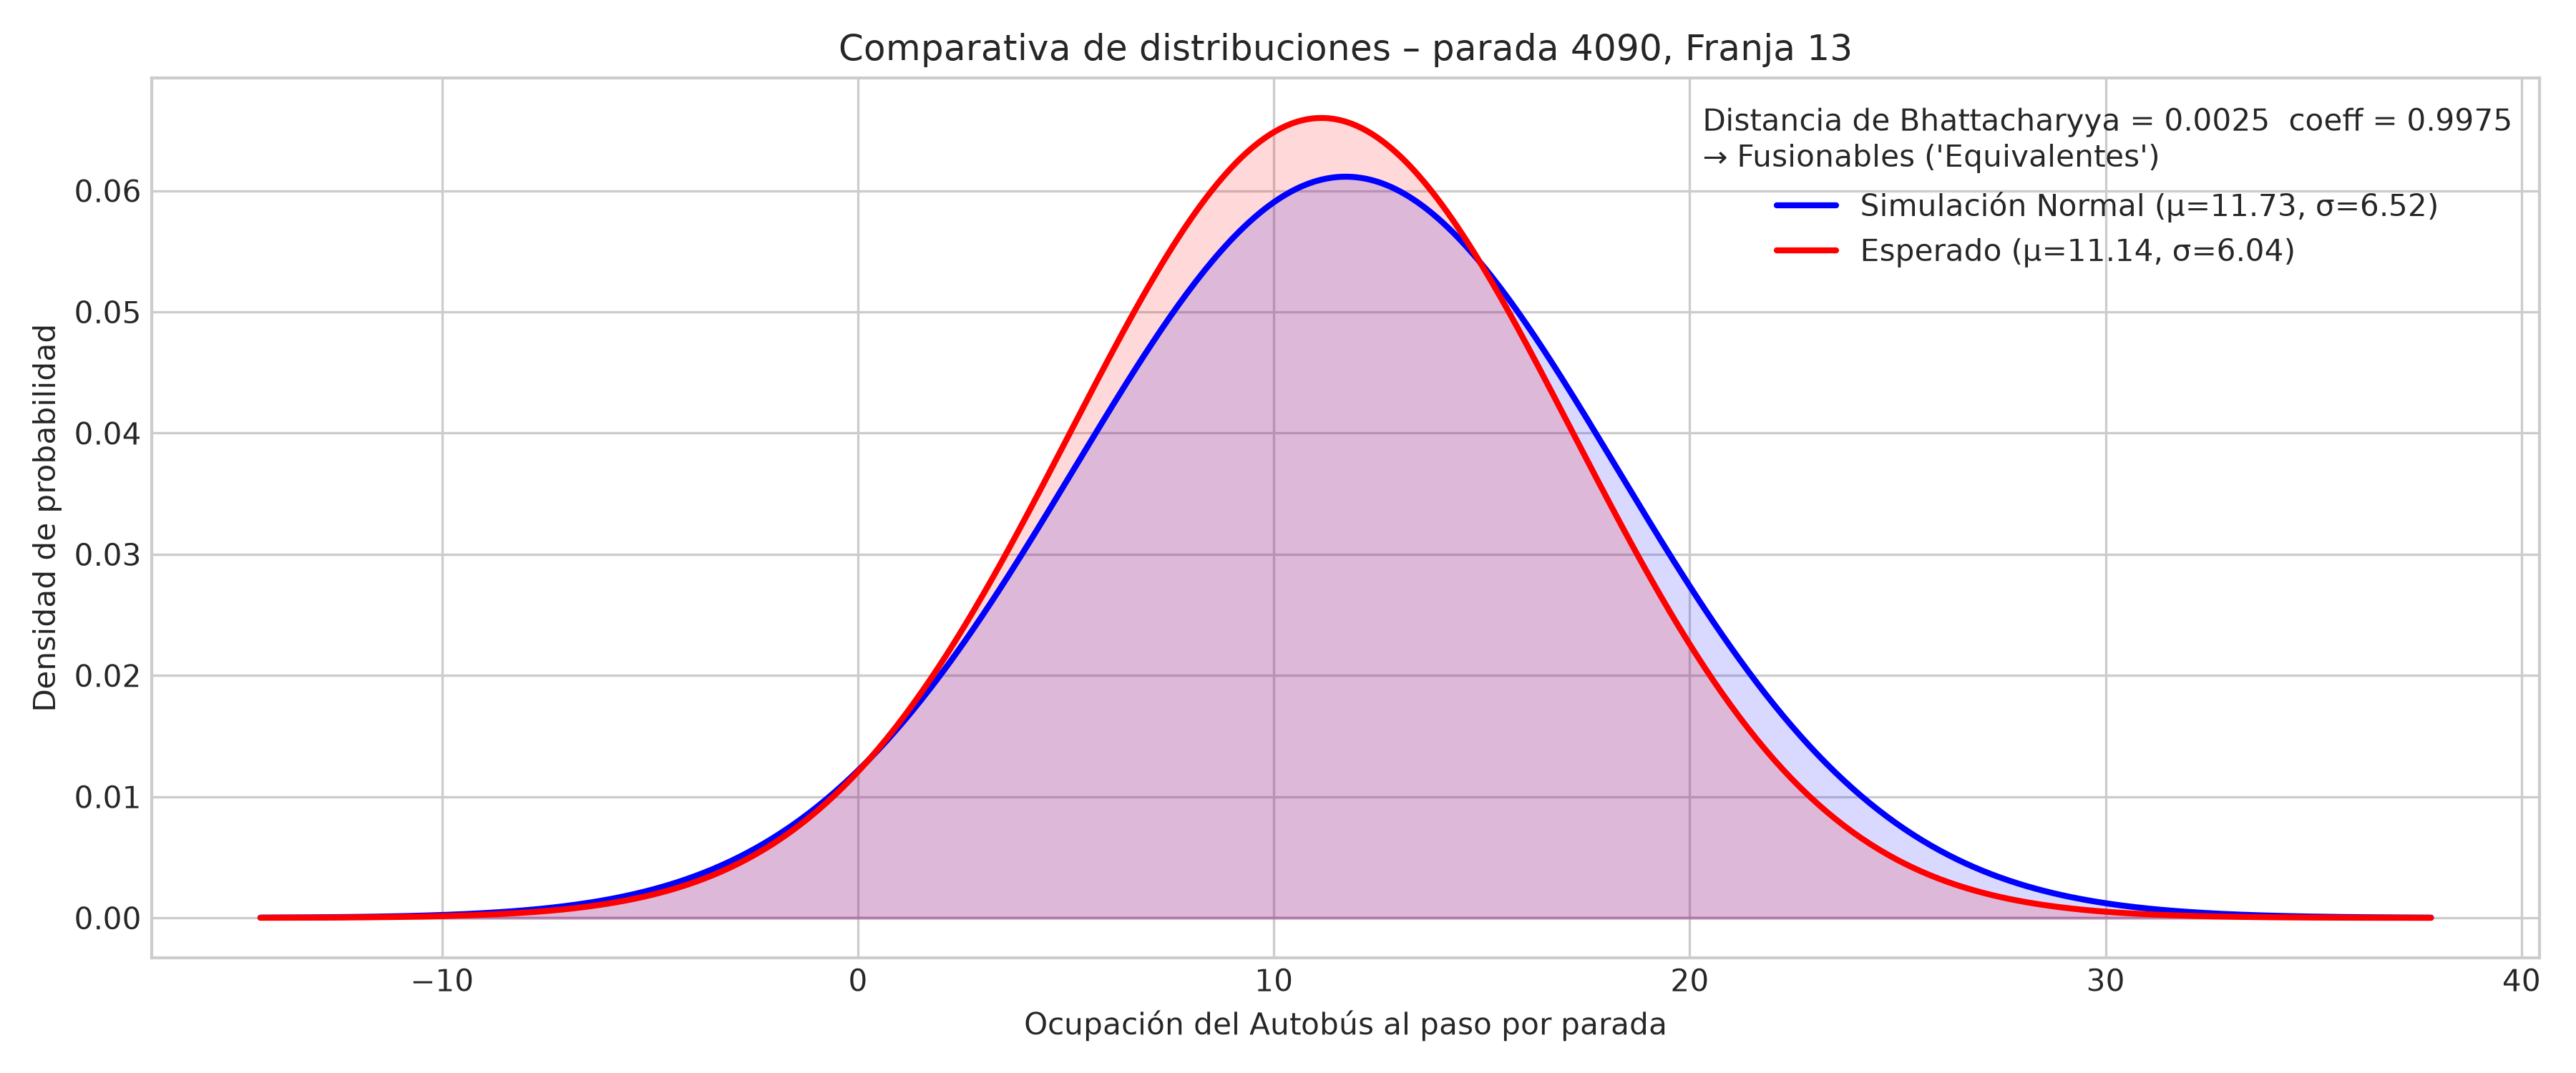 Comparativa de distribuciones – parada 4090, Franja 13
Distancia de Bhattacharyya = 0.0025  coeff = 0.9975
→ Fusionables ('Equivalentes')
Simulación Normal (μ=11.73, σ=6.52)
Esperado (μ=11.14, σ=6.04)
Densidad de probabilidad
0.06
0.05
0.04
0.03
0.02
0.01
0.00
−10 0 10 20 30 40
Ocupación del Autobús al paso por parada